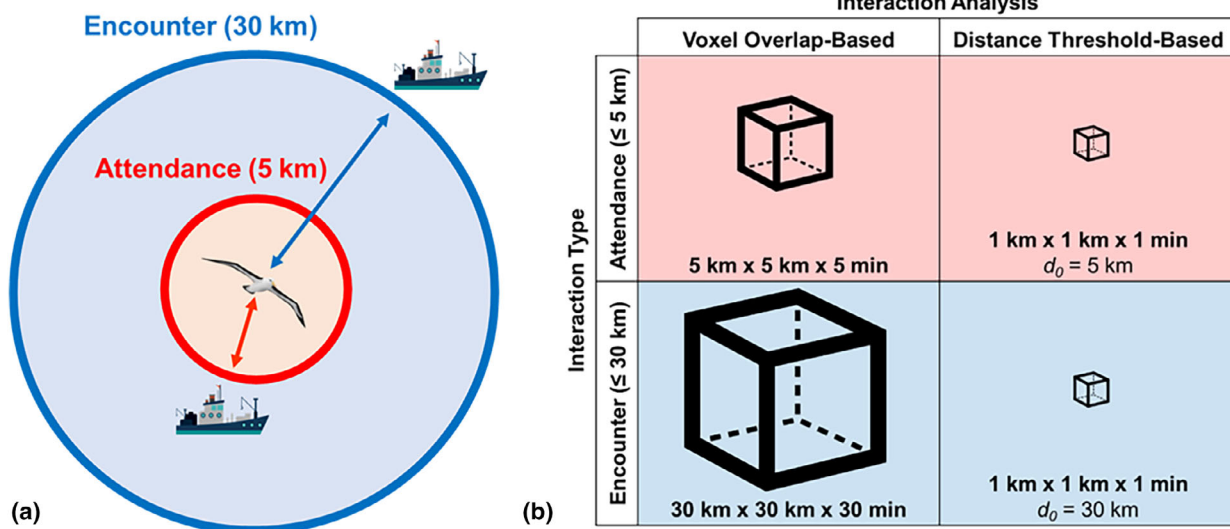 Encounter (30 km)
Attendance (5 km)
(a)
Interaction Analysis
Voxel Overlap-Based
Distance Threshold-Based
Interaction Type
Attendance (≤ 5 km)
5 km x 5 km x 5 min
1 km x 1 km x 1 min
d₀ = 5 km
Encounter (≤ 30 km)
30 km x 30 km x 30 min
1 km x 1 km x 1 min
d₀ = 30 km
(b)